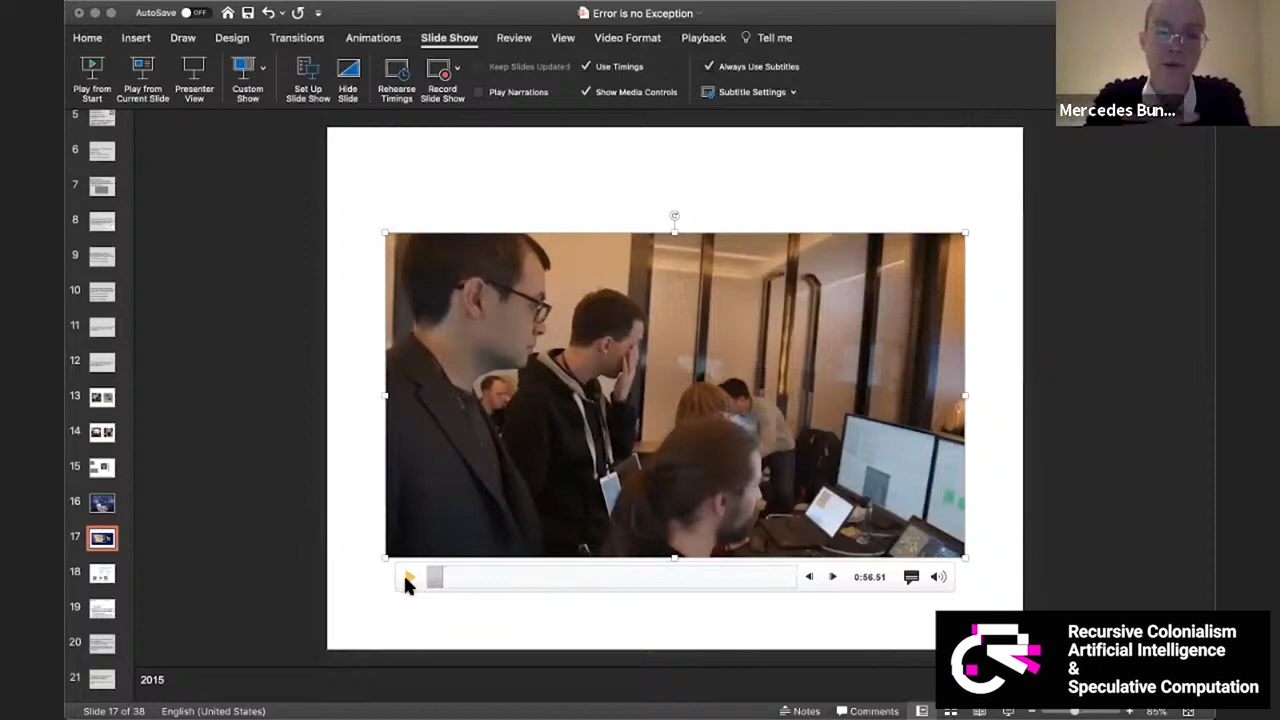 AutoSave OFF
Error is no Exception
Home Insert Draw Design Transitions Animations Slide Show Review View Video Format Playback Tell me
Play from Start
Play from Current Slide
Presenter View
Custom Show
Set Up Slide Show
Hide Slide
Rehearse Timings
Record Slide Show
Keep Slides Updated
Play Narrations
Use Timings
Show Media Controls
Always Use Subtitles
Subtitle Settings
Mercedes Bun...
5
6
7
8
9
10
11
12
13
14
15
16
17
18
19
20
21
0:56.51
2015
Recursive Colonialism
Artificial Intelligence
&
Speculative Computation
Slide 17 of 38 English (United States) Notes Comments 85%